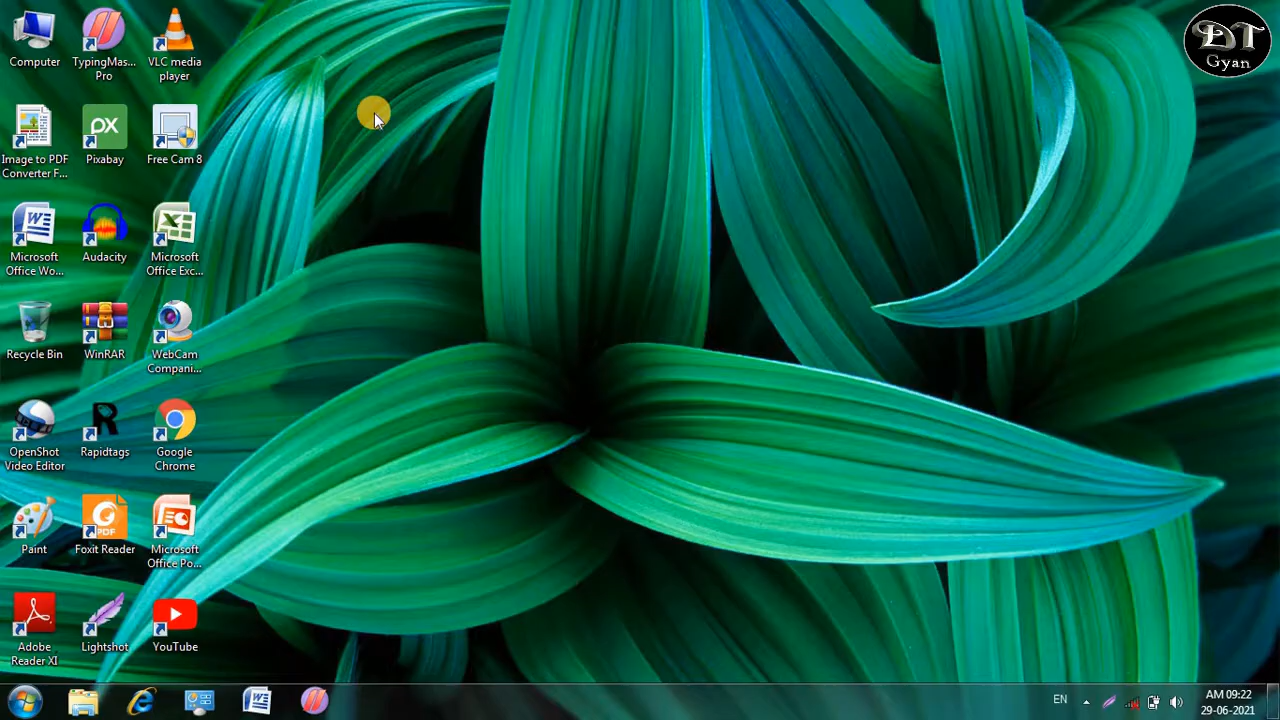 Computer
TypingMas...
Pro
VLC media
player
DT
Gyan
Image to PDF
Converter F...
PX
Pixabay
Free Cam 8
Microsoft
Office Wo...
Audacity
Microsoft
Office Exc...
Recycle Bin
WinRAR
WebCam
Compani...
OpenShot
Video Editor
R
Rapidtags
Google
Chrome
Paint
PDF
Foxit Reader
Microsoft
Office Po...
Adobe
Reader XI
Lightshot
YouTube
EN
AM 09:22
29-06-2021